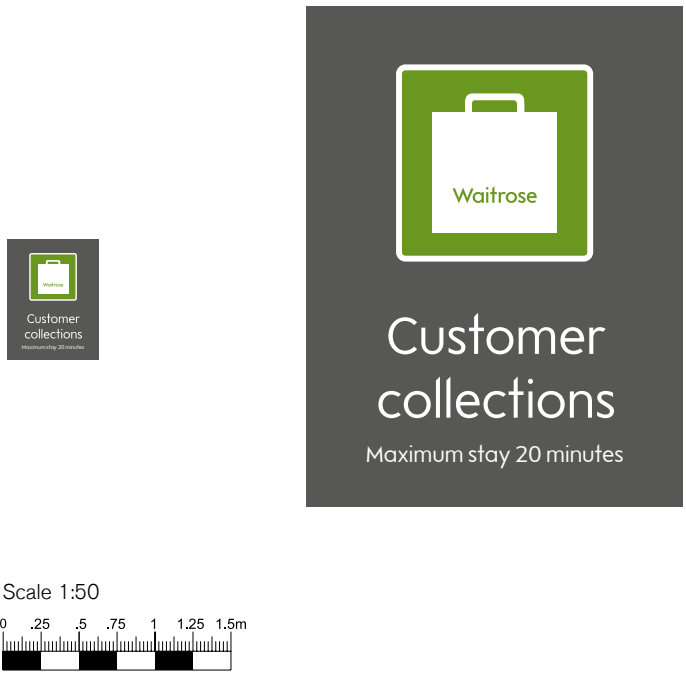 Waitrose
Customer
collections
Maximum stay 20 minutes
Waitrose
Customer
collections
Maximum stay 20 minutes
Scale 1:50
0 .25 .5 .75 1 1.25 1.5m